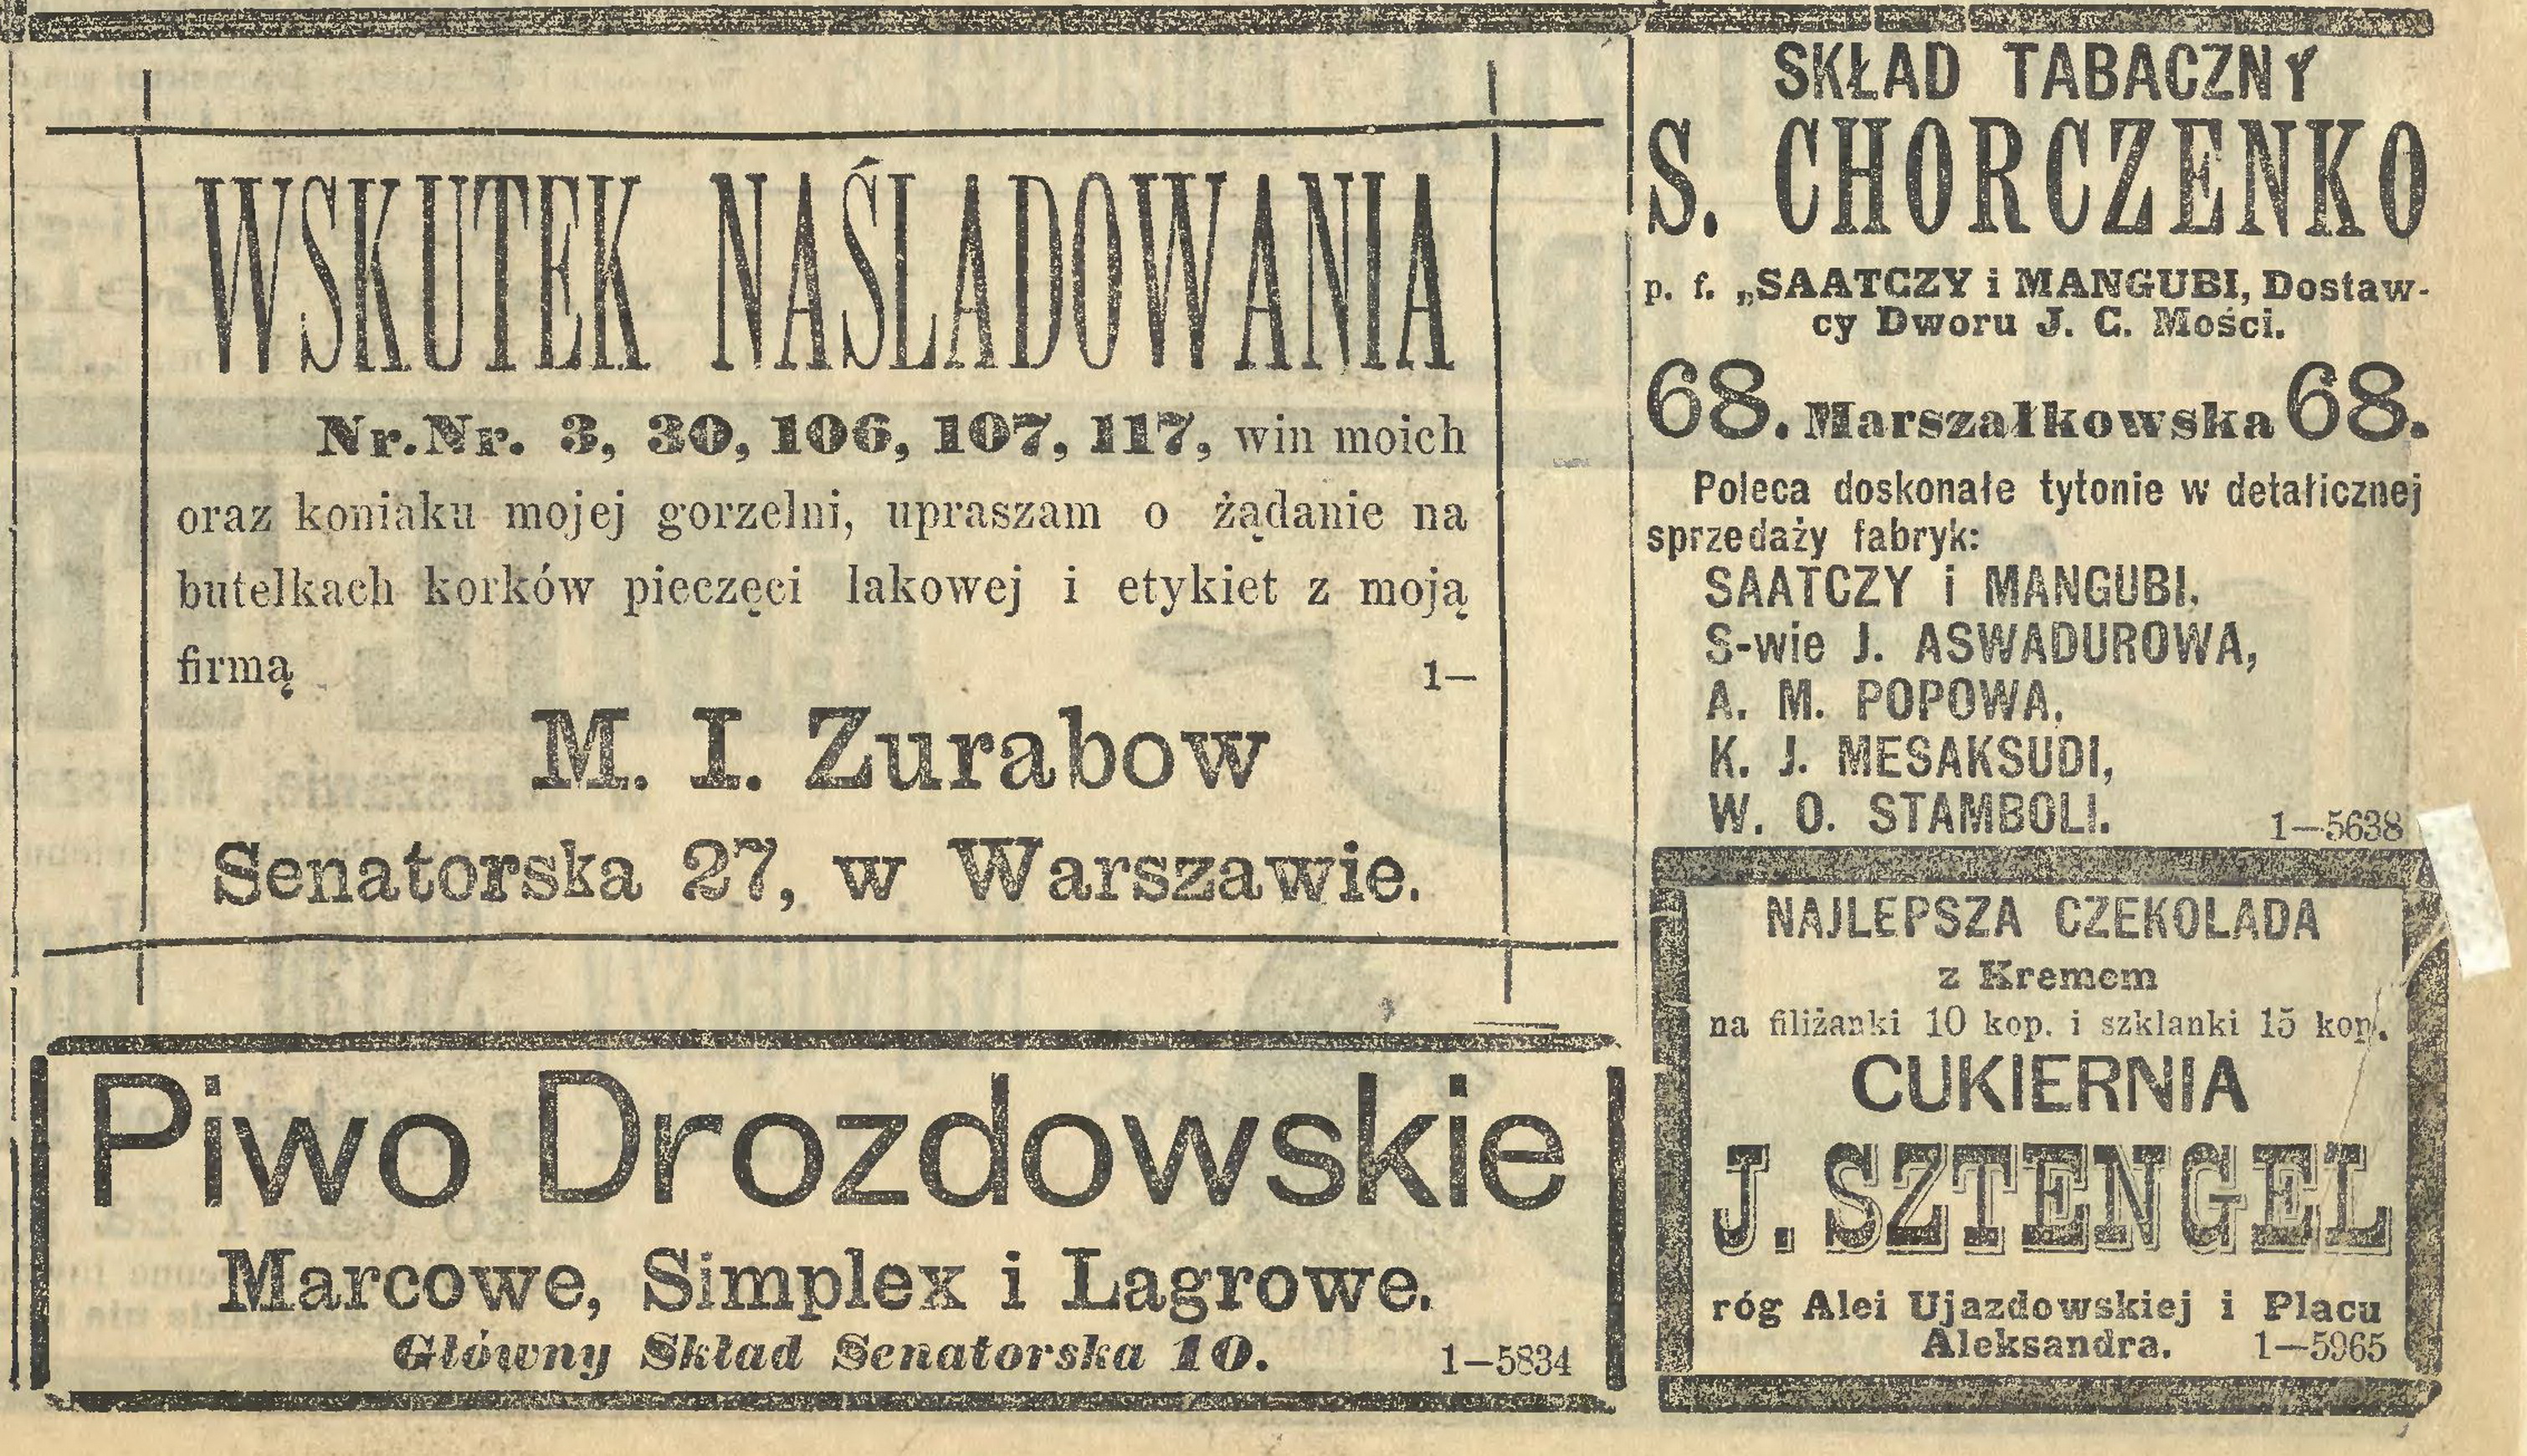 WSKUTEK NAŚLADOWANIA
Nr.Nr. 3, 30, 106, 107, 117, win moich
oraz koniaku mojej gorzelni, upraszam o żądanie na
butelkach korków pieczęci lakowej i etykiet z moją
firmą
1—
M. I. Zurabow
Senatorska 27, w Warszawie.
Piwo Drozdowskie
Marcowe, Simplex i Lagrowe.
Główny Skład Senatorska 10.
1—5834
SKŁAD TABACZNY
S. CHORCZENKO
p. f. „SAATCZY i MANGUBI, Dostaw-
cy Dworu J. C. Mości.
68. Marszałkowska 68.
Poleca doskonałe tytonie w detalicznej
sprzedaży fabryk:
SAATCZY i MANGUBI.
S-wie J. ASWADUROWA,
A. M. POPOWA,
K. J. MESAKSUDI,
W. O. STAMBOLI.
1—5638
NAJLEPSZA CZEKOLADA
z Kremem
na filiżanki 10 kop. i szklanki 15 kop.
CUKIERNIA
J. SZTENGEL
róg Alei Ujazdowskiej i Placu
Aleksandra. 1—5965